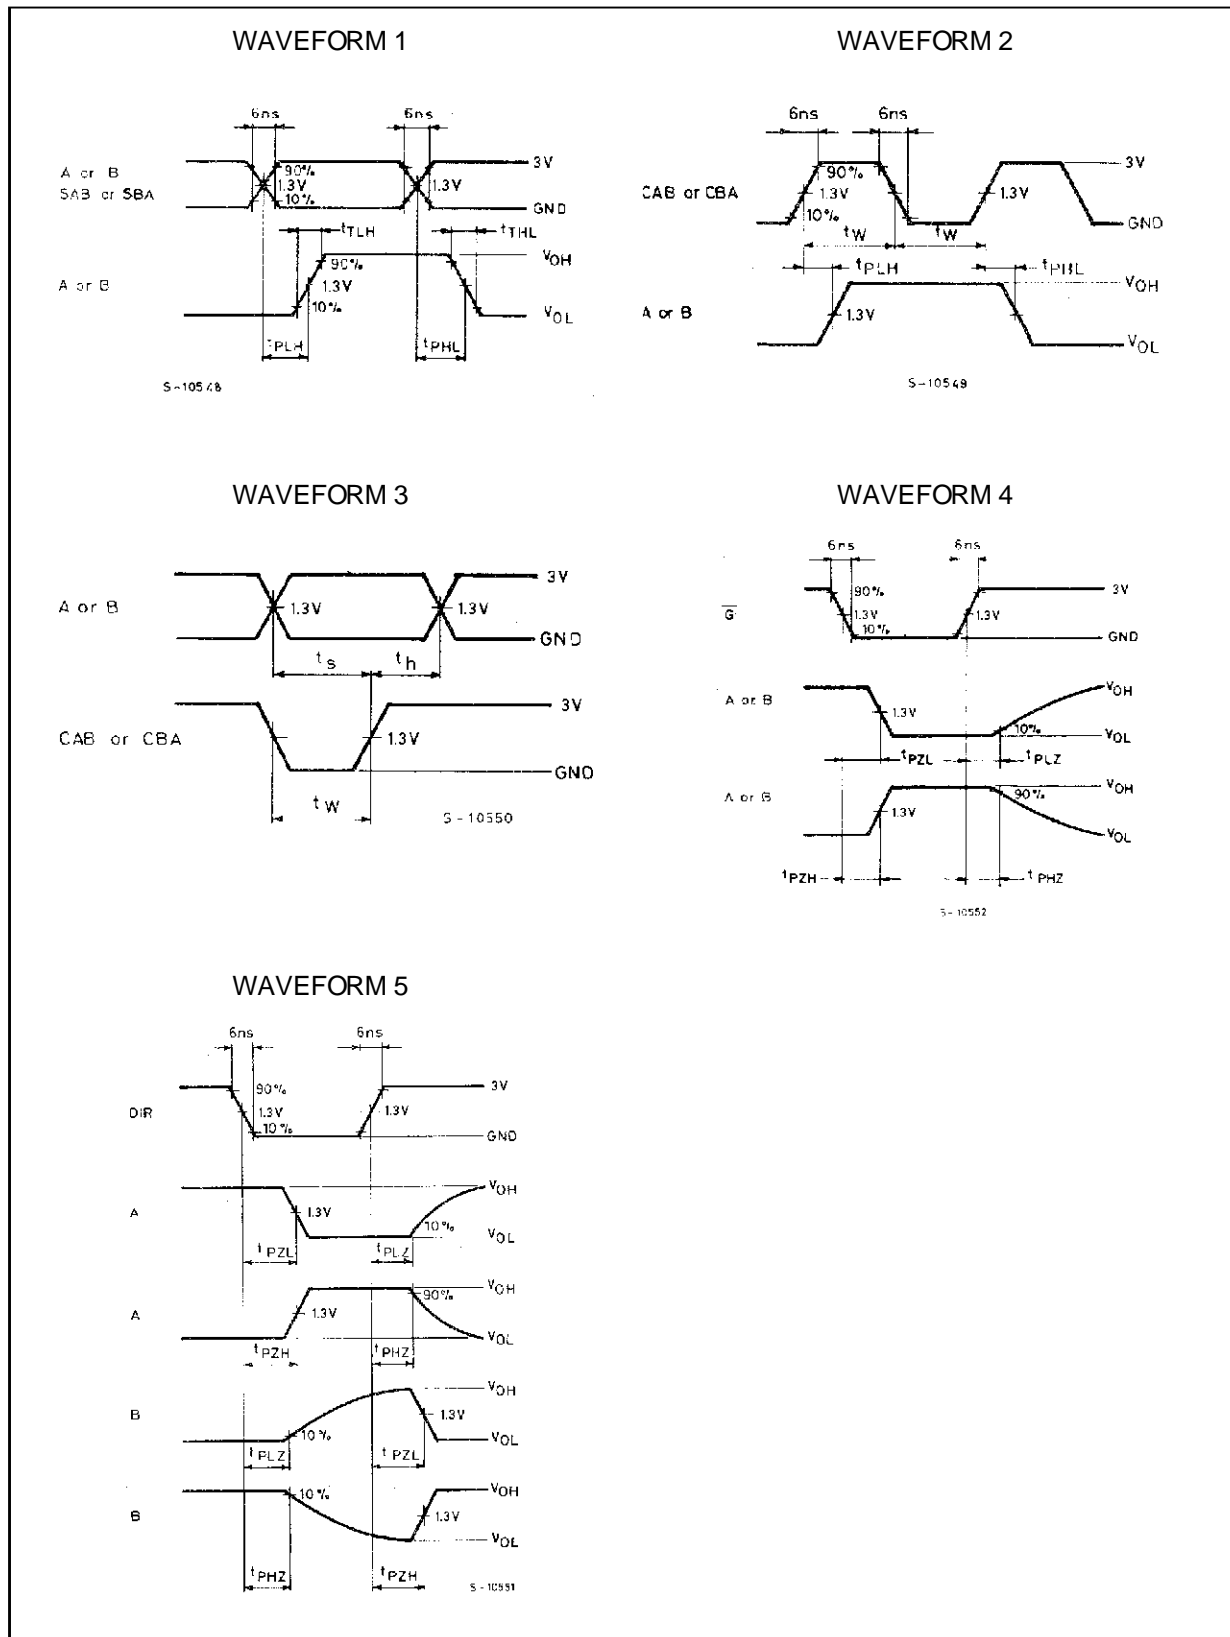 WAVEFORM 1
6ns 6ns
A or B
SAB or SBA
90%
1.3V
10%
1.3V
3V
GND
tTLH tTHL
A or B
90%
1.3V
10%
VOH
VOL
tPLH tPHL
S-10548
WAVEFORM 2
6ns 6ns
CAB or CBA
90%
1.3V
10%
1.3V
3V
GND
tW tW
tPLH tPHL
A or B
1.3V
VOH
VOL
S-10549
WAVEFORM 3
A or B
1.3V 1.3V
3V
GND
ts th
CAB or CBA
1.3V
3V
GND
tW
S-10550
WAVEFORM 4
6ns 6ns
G
90%
1.3V
10%
1.3V
3V
GND
A or B
1.3V
10%
VOH
VOL
tPZL tPLZ
A or B
1.3V
90%
VOH
VOL
tPZH tPHZ
S-10552
WAVEFORM 5
6ns 6ns
DIR
90%
1.3V
10%
1.3V
3V
GND
A
1.3V
10%
VOH
VOL
tPZL tPLZ
A
1.3V
90%
VOH
VOL
tPZH tPHZ
B
10%
1.3V
VOH
VOL
tPLZ tPZL
B
10%
1.3V
VOH
VOL
tPHZ tPZH
S-10551